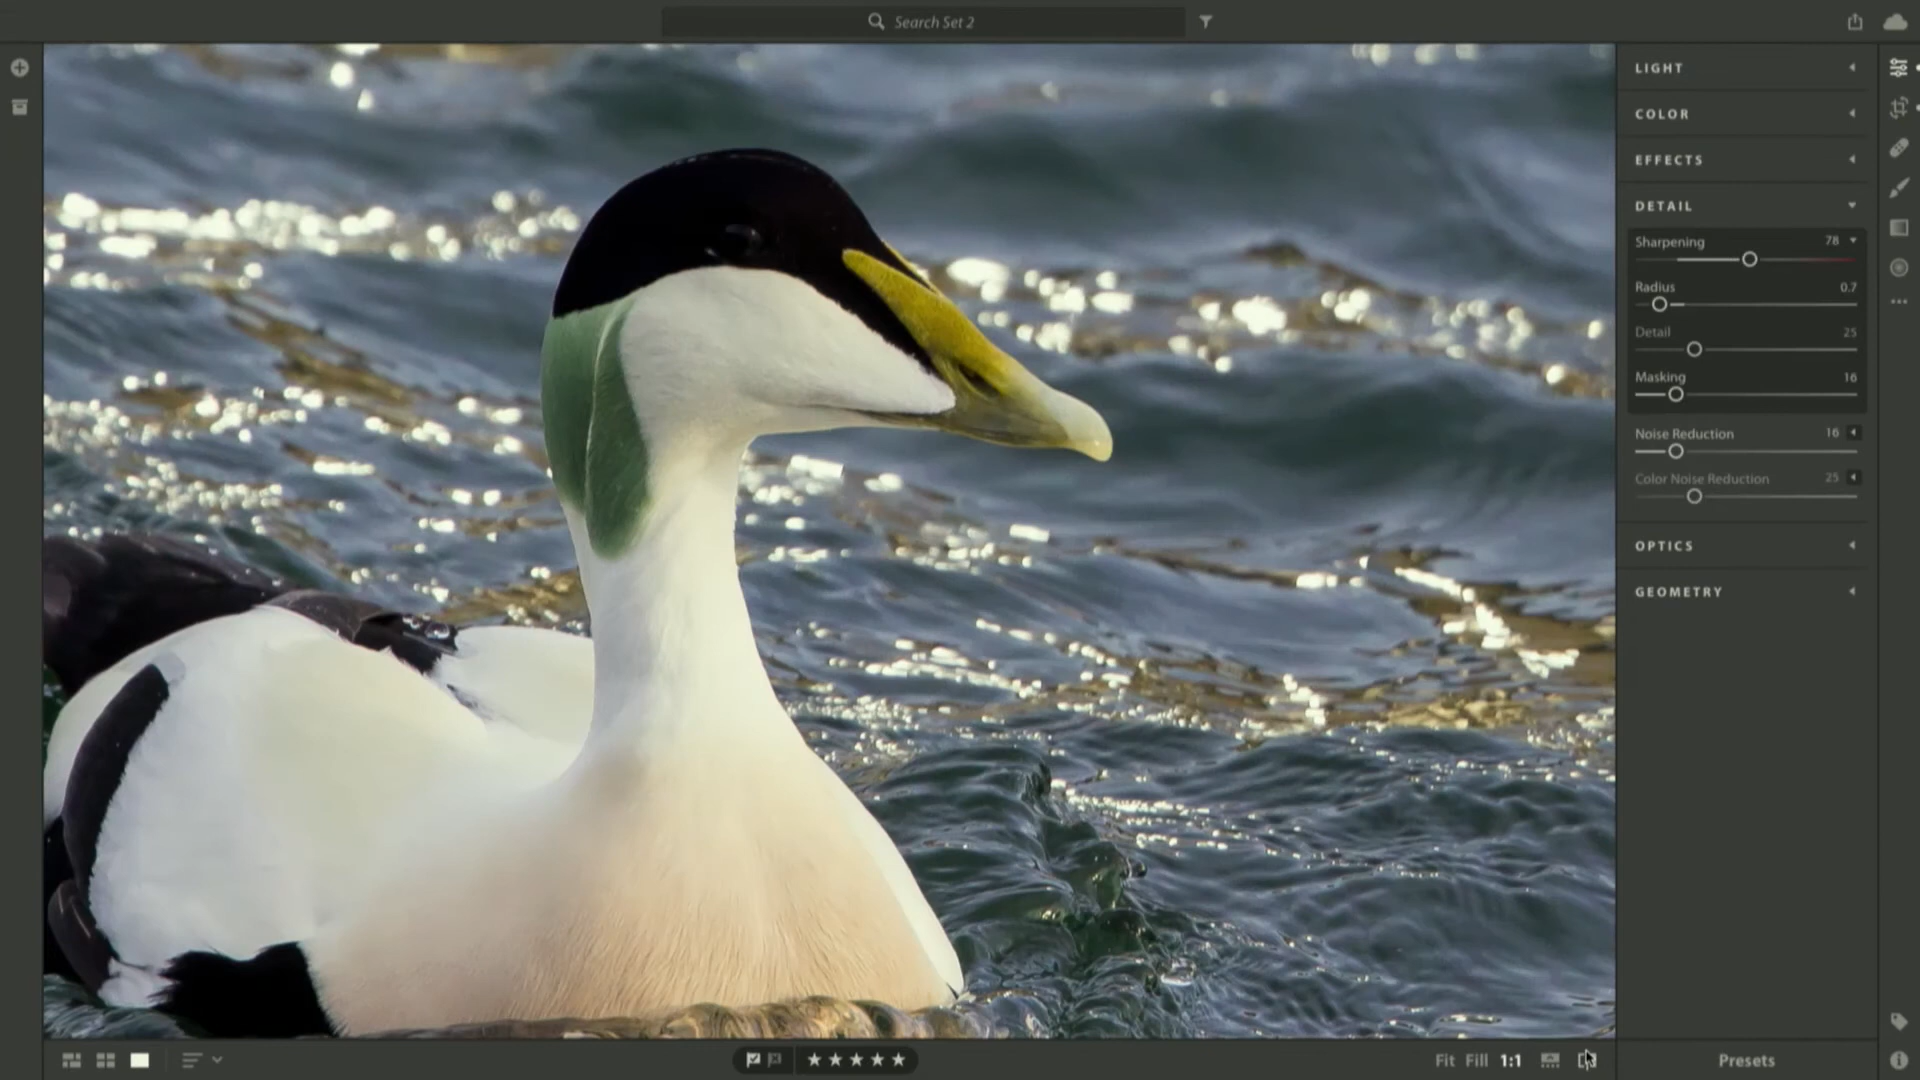 Search Set 2
LIGHT
COLOR
EFFECTS
DETAIL
Sharpening 78
Radius 0.7
Detail 25
Masking 16
Noise Reduction 16
Color Noise Reduction 25
OPTICS
GEOMETRY
Fit Fill 1:1
Presets